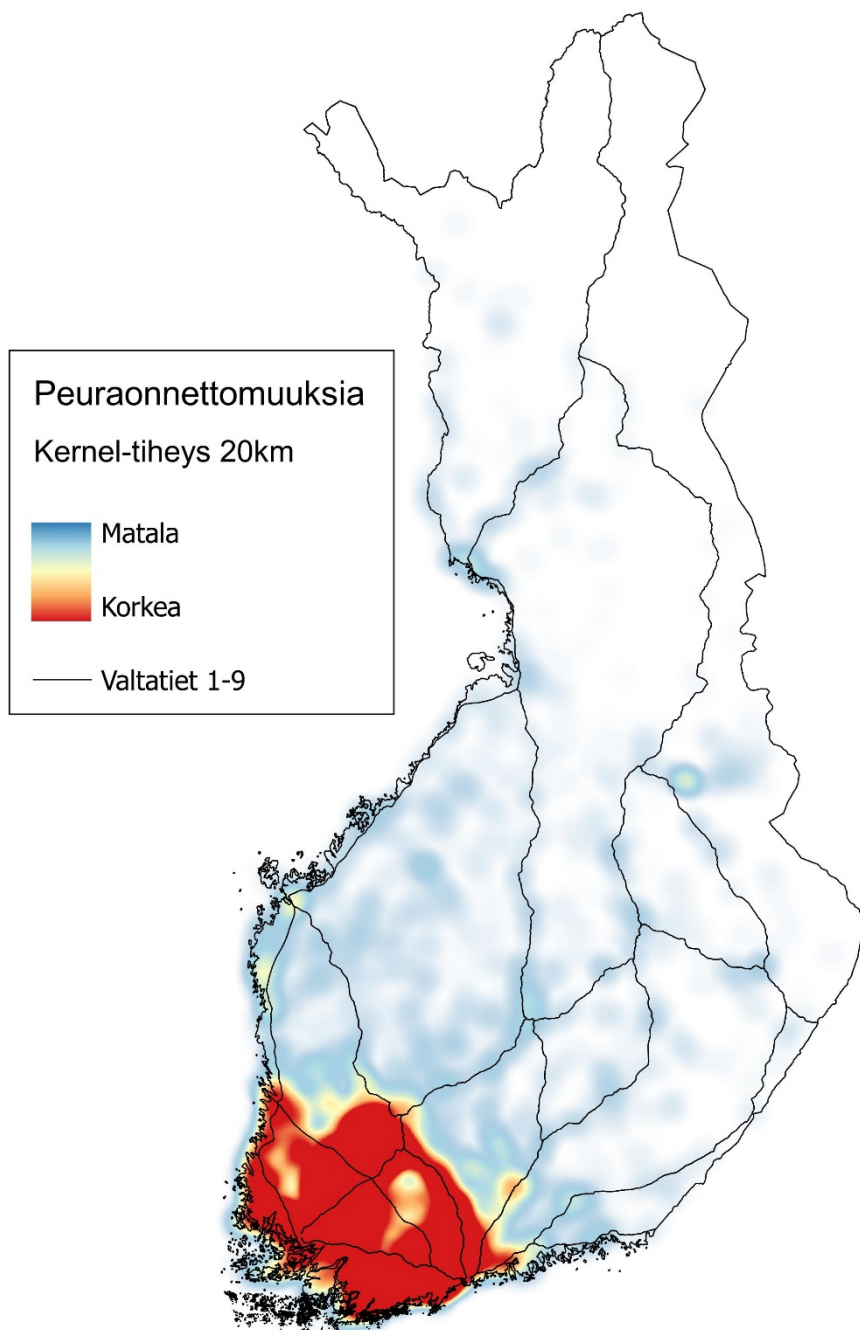 Peuraonnettomuuksia
Kernel-tiheys 20km
Matala
Korkea
Valtatiet 1-9